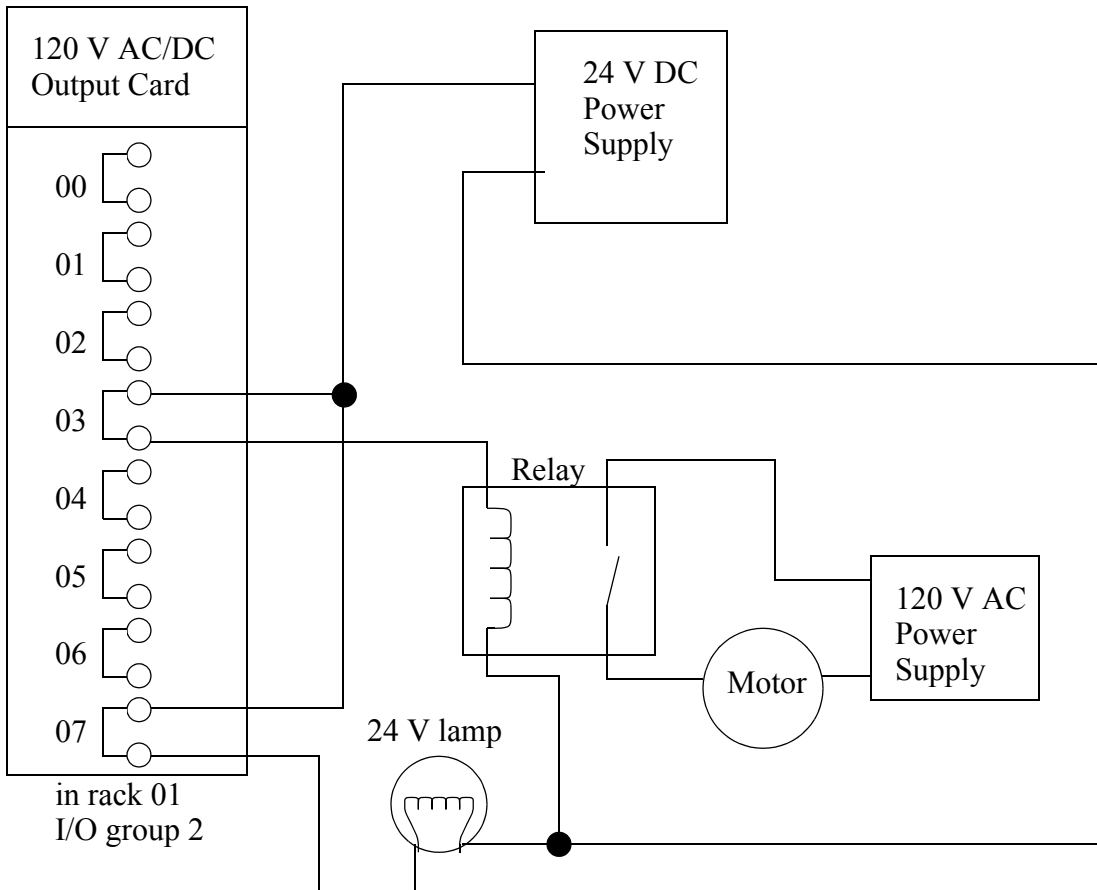 120 V AC/DC
Output Card
00
01
02
03
04
05
06
07
in rack 01
I/O group 2
24 V DC
Power
Supply
Relay
120 V AC
Power
Supply
Motor
24 V lamp